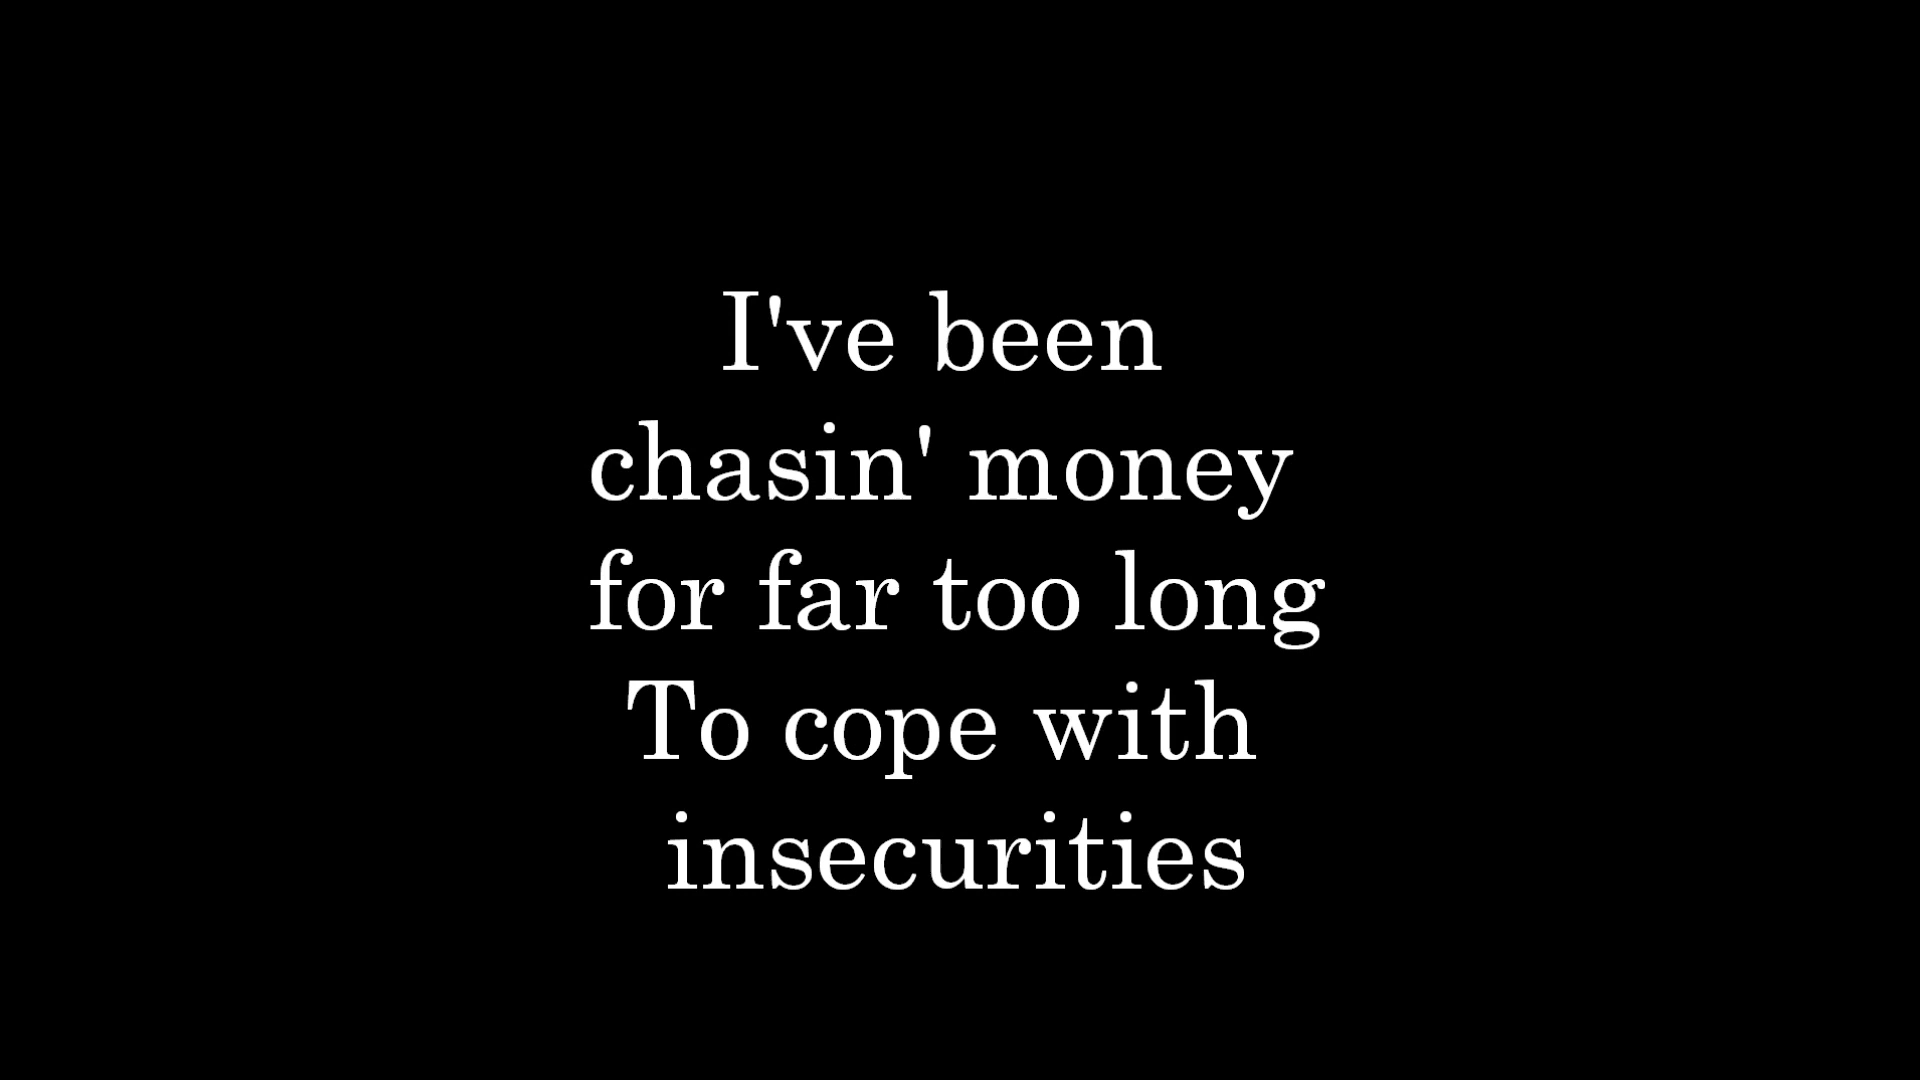 I've been
chasin' money
for far too long
To cope with
insecurities